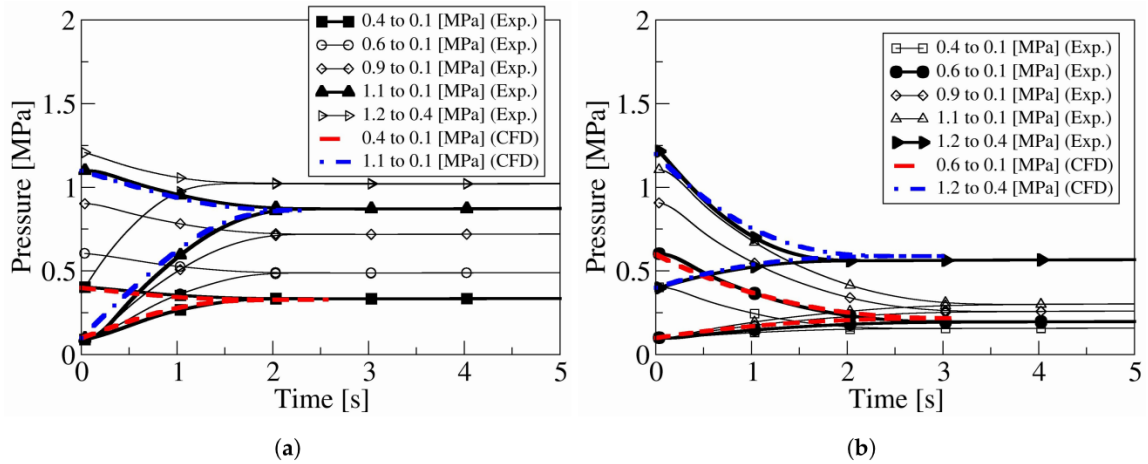 2
1.5
1
0.5
0
Pressure [MPa]
0.4 to 0.1 [MPa] (Exp.)
0.6 to 0.1 [MPa] (Exp.)
0.9 to 0.1 [MPa] (Exp.)
1.1 to 0.1 [MPa] (Exp.)
1.2 to 0.4 [MPa] (Exp.)
0.4 to 0.1 [MPa] (CFD)
1.1 to 0.1 [MPa] (CFD)
0 1 2 3 4 5
Time [s]
(a)
2
1.5
1
0.5
0
Pressure [MPa]
0.4 to 0.1 [MPa] (Exp.)
0.6 to 0.1 [MPa] (Exp.)
0.9 to 0.1 [MPa] (Exp.)
1.1 to 0.1 [MPa] (Exp.)
1.2 to 0.4 [MPa] (Exp.)
0.6 to 0.1 [MPa] (CFD)
1.2 to 0.4 [MPa] (CFD)
0 1 2 3 4 5
Time [s]
(b)